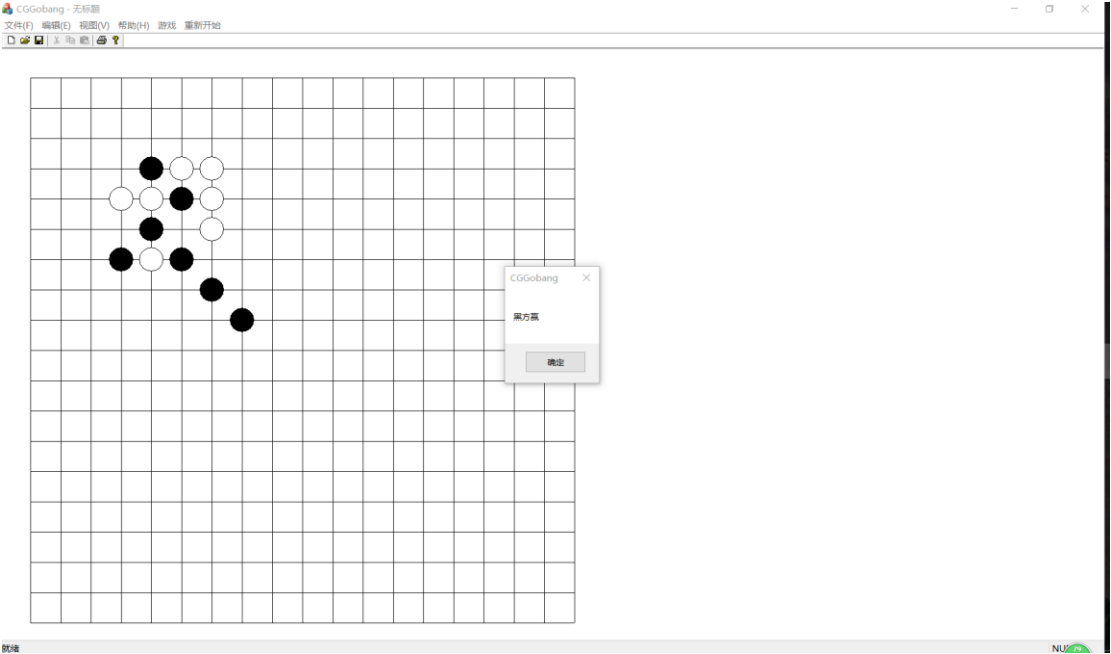 CGGobang - 无标题
文件(F) 编辑(E) 视图(V) 帮助(H) 游戏 重新开始
CGGobang
黑方赢
确定
就绪